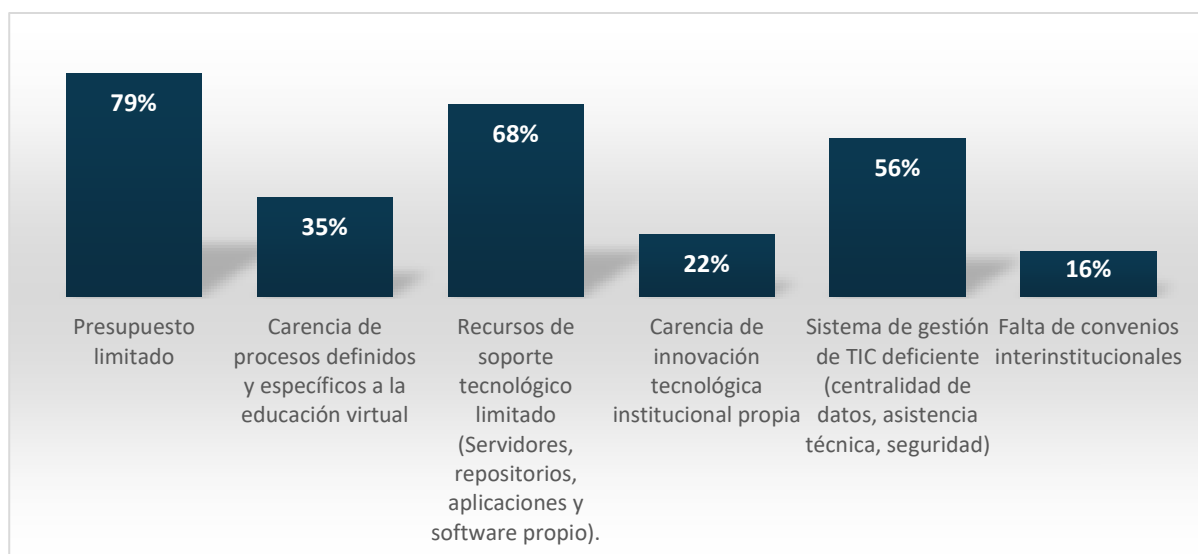 79%
35%
68%
22%
56%
16%
Presupuesto
limitado
Carencia de
procesos definidos
y específicos a la
educación virtual
Recursos de
soporte
tecnológico
limitado
(Servidores,
repositorios,
aplicaciones y
software propio).
Carencia de
innovación
tecnológica
institucional propia
Sistema de gestión
de TIC deficiente
(centralidad de
datos, asistencia
técnica, seguridad)
Falta de convenios
interinstitucionales